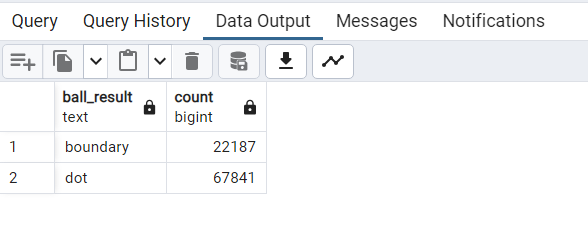 Query Query History Data Output Messages Notifications
ball_result count
text bigint
1 boundary 22187
2 dot 67841